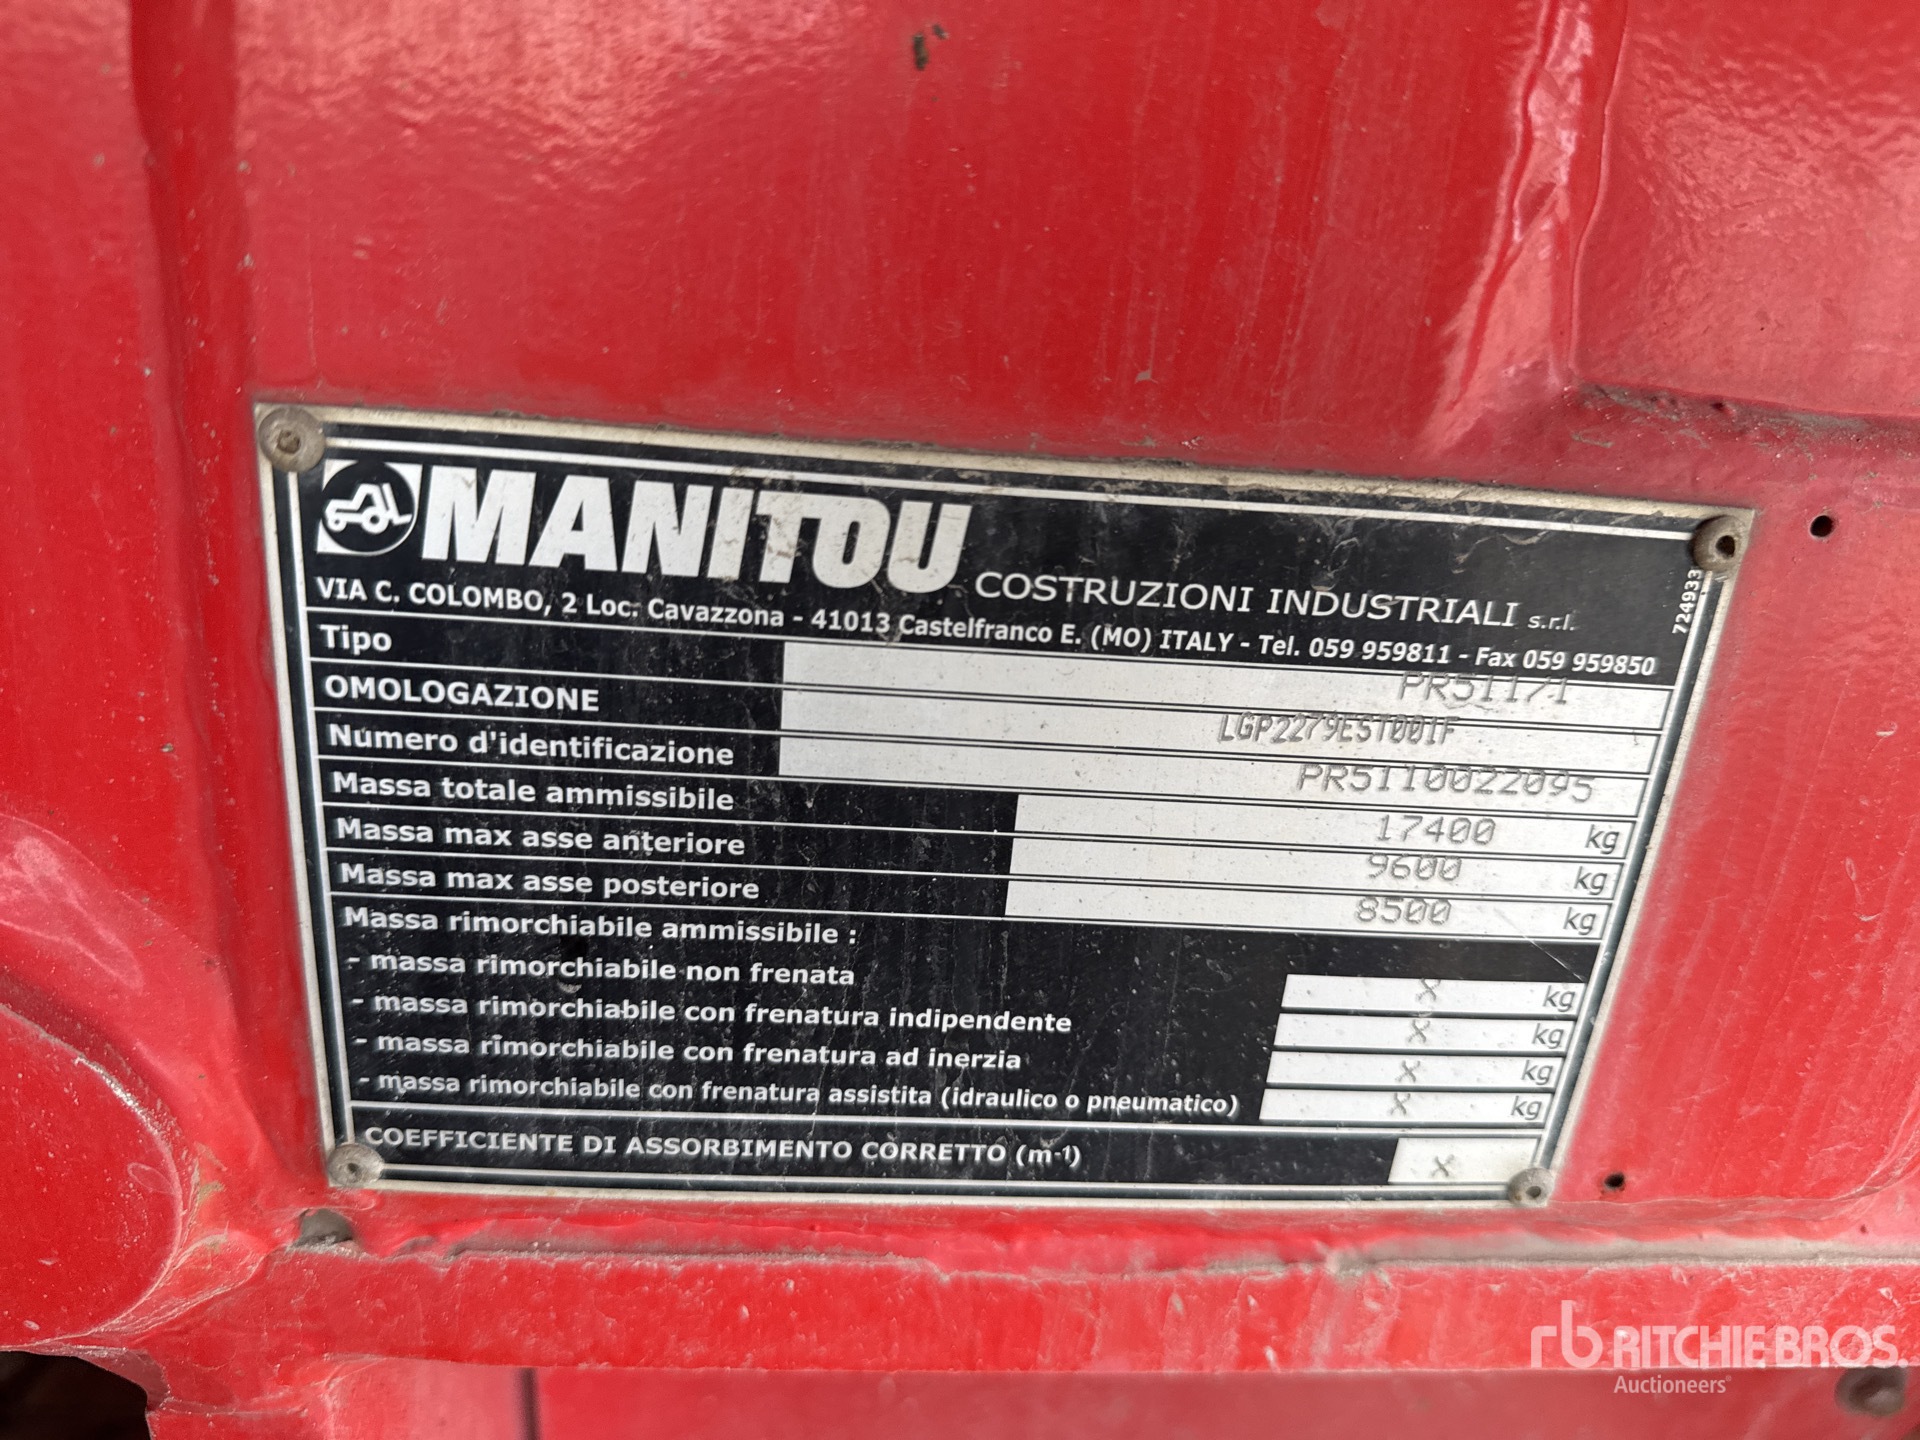 MANITOU COSTRUZIONI INDUSTRIALI s.r.l.
724933
VIA C. COLOMBO, 2 Loc. Cavazzona - 41013 Castelfranco E. (MO) ITALY - Tel. 059 959811 - Fax 059 959850
Tipo PR511/1
OMOLOGAZIONE LGP2279EST001F
Numero d'identificazione PR5110022095
Massa totale ammissibile 17400 kg
Massa max asse anteriore 9600 kg
Massa max asse posteriore 8500 kg
Massa rimorchiabile ammissibile :
- massa rimorchiabile non frenata X kg
- massa rimorchiabile con frenatura indipendente X kg
- massa rimorchiabile con frenatura ad inerzia X kg
- massa rimorchiabile con frenatura assistita (idraulico o pneumatico) X kg
COEFFICIENTE DI ASSORBIMENTO CORRETTO (m-1) X
rb RITCHIE BROS.
Auctioneers